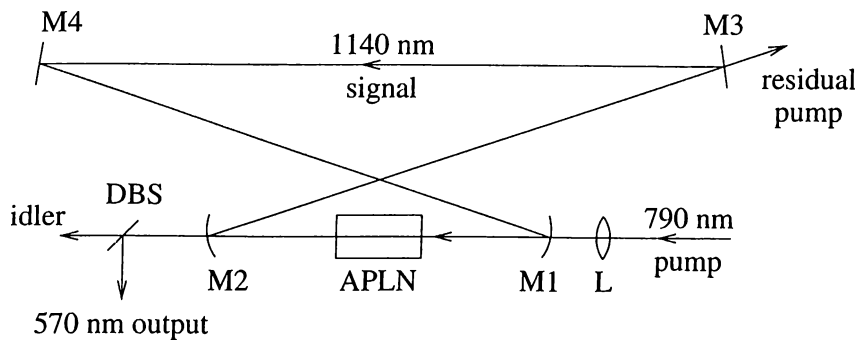 M4
1140 nm
signal
M3
residual
pump
DBS
idler
M2
APLN
M1
L
790 nm
pump
570 nm output